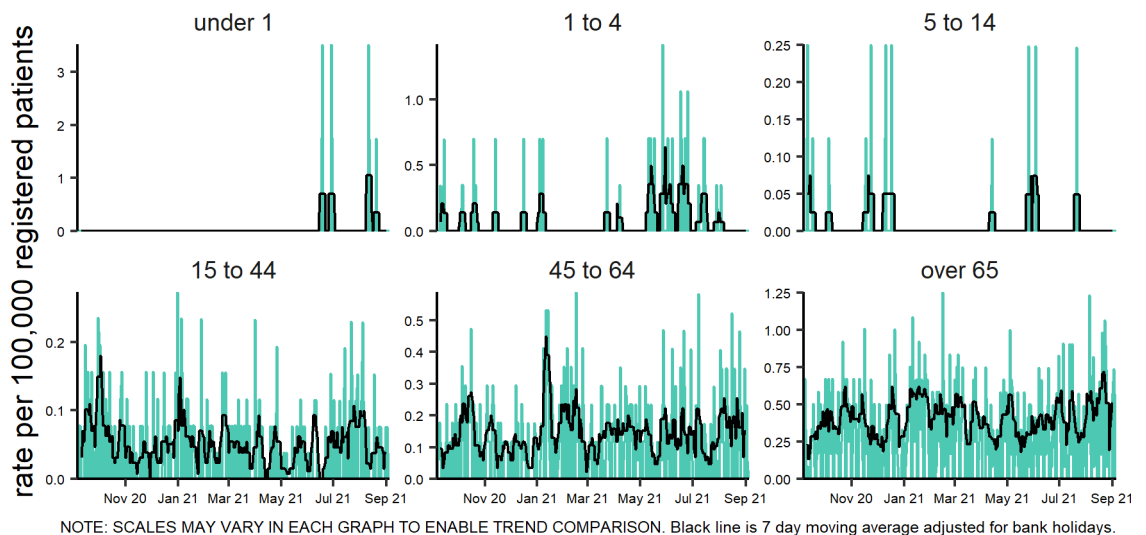 rate per 100,000 registered patients
under 1
3
2
1
0
1 to 4
1.0
0.5
0.0
5 to 14
0.25
0.20
0.15
0.10
0.05
0.00
15 to 44
0.2
0.1
0.0
Nov 20 Jan 21 Mar 21 May 21 Jul 21 Sep 21
45 to 64
0.5
0.4
0.3
0.2
0.1
0.0
Nov 20 Jan 21 Mar 21 May 21 Jul 21 Sep 21
over 65
1.25
1.00
0.75
0.50
0.25
0.00
Nov 20 Jan 21 Mar 21 May 21 Jul 21 Sep 21
NOTE: SCALES MAY VARY IN EACH GRAPH TO ENABLE TREND COMPARISON. Black line is 7 day moving average adjusted for bank holidays.